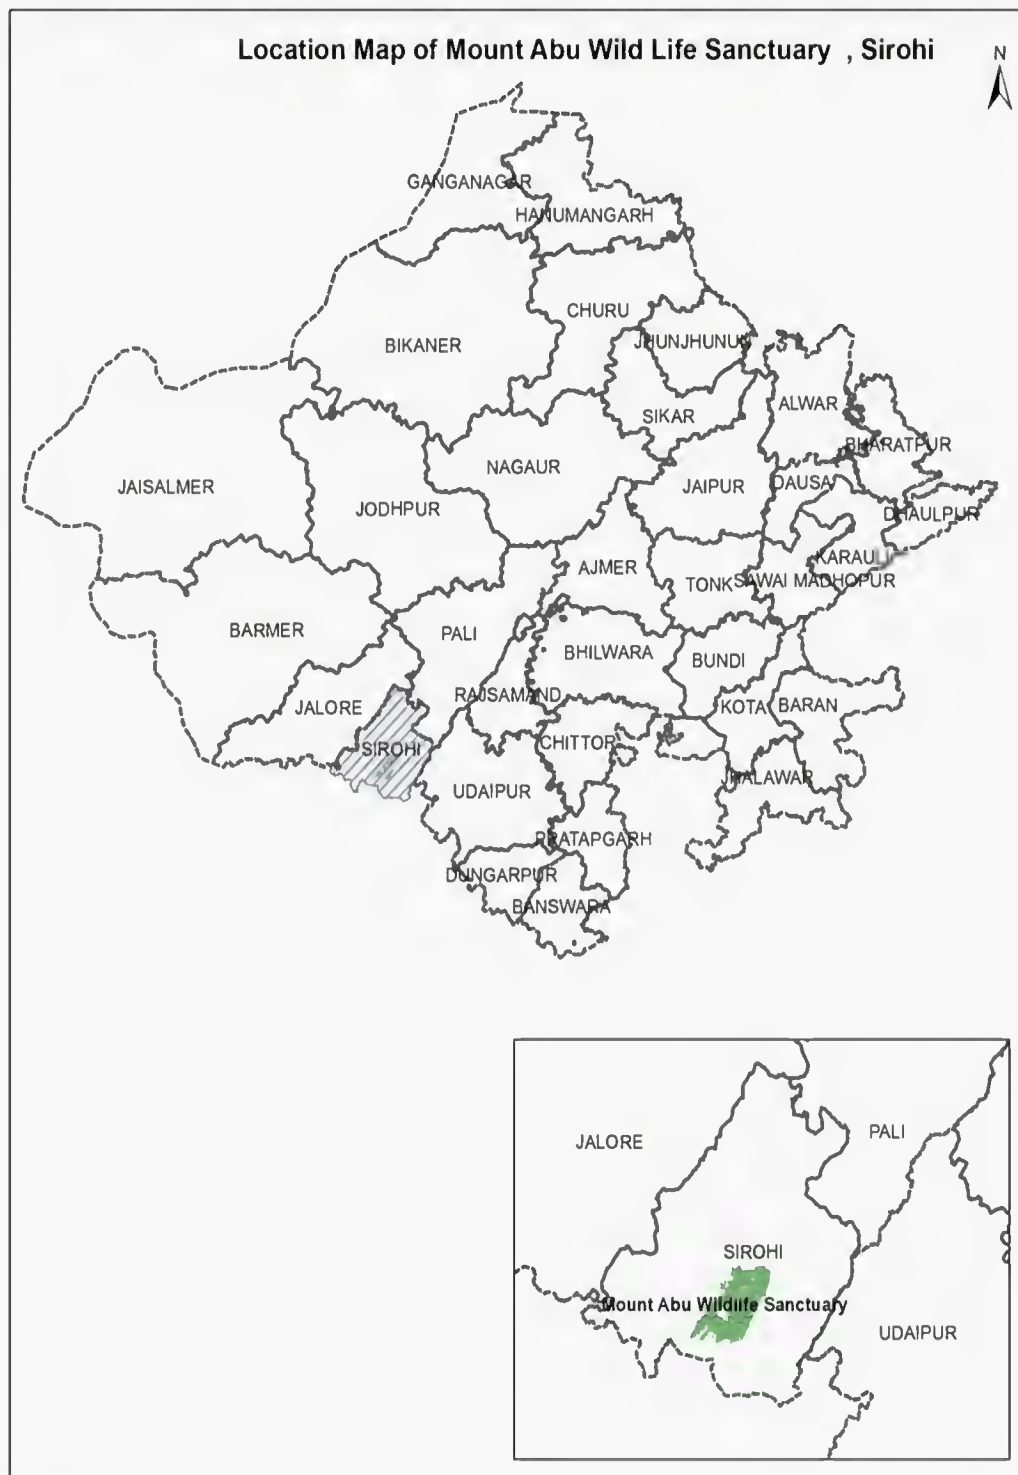 Location Map of Mount Abu Wild Life Sanctuary , Sirohi
N
GANGANAGAR
HANUMANGARH
CHURU
BIKANER
JHUNJHUNUN
SIKAR
ALWAR
BHARATPUR
NAGAUR
JAISALMER
JAIPUR
DAUSA
JODHPUR
DHAULPUR
AJMER
KARAULI
TONK
SAWAI MADHOPUR
BARMER
PALI
BHILWARA
BUNDI
RAJSAMAND
JALORE
KOTA
BARAN
SIROHI
CHITTOR
JHALAWAR
UDAIPUR
PRATAPGARH
DUNGARPUR
BANSWARA
JALORE
PALI
SIROHI
Mount Abu Wildlife Sanctuary
UDAIPUR